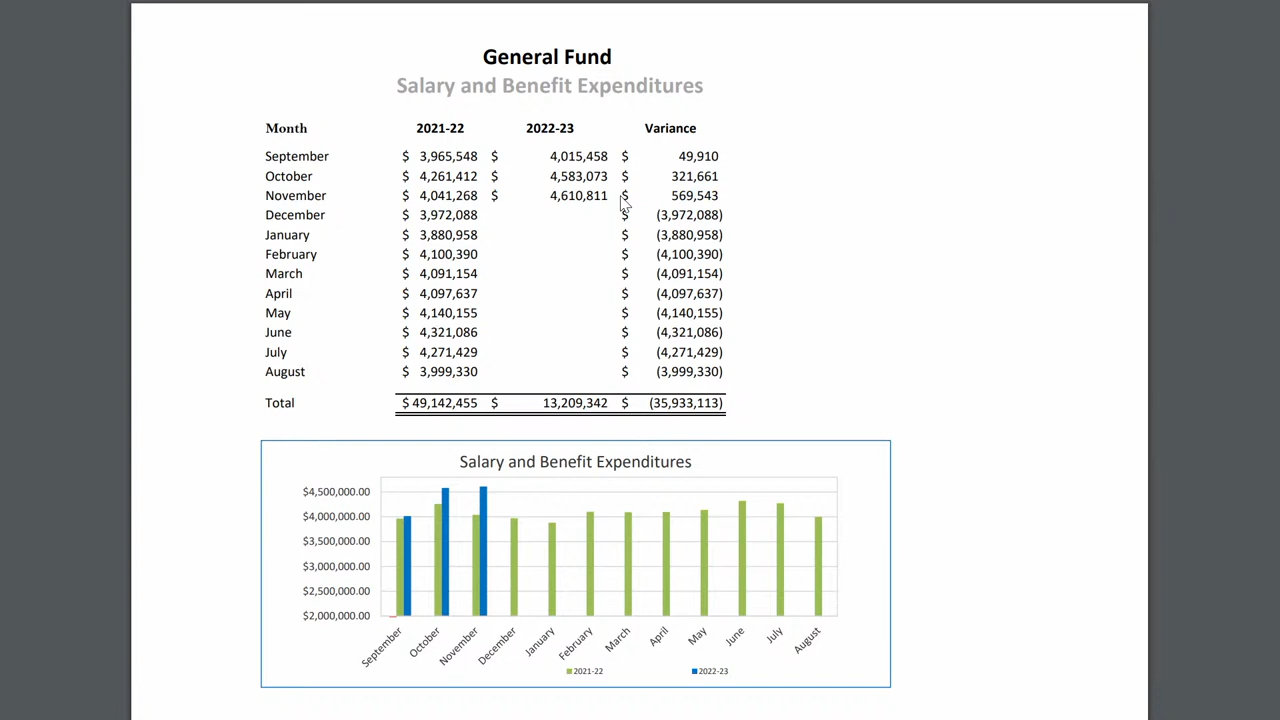 General Fund
Salary and Benefit Expenditures
Month 2021-22 2022-23 Variance
September $ 3,965,548 $ 4,015,458 $ 49,910
October $ 4,261,412 $ 4,583,073 $ 321,661
November $ 4,041,268 $ 4,610,811 $ 569,543
December $ 3,972,088 $ (3,972,088)
January $ 3,880,958 $ (3,880,958)
February $ 4,100,390 $ (4,100,390)
March $ 4,091,154 $ (4,091,154)
April $ 4,097,637 $ (4,097,637)
May $ 4,140,155 $ (4,140,155)
June $ 4,321,086 $ (4,321,086)
July $ 4,271,429 $ (4,271,429)
August $ 3,999,330 $ (3,999,330)
Total $ 49,142,455 $ 13,209,342 $ (35,933,113)
Salary and Benefit Expenditures
$4,500,000.00
$4,000,000.00
$3,500,000.00
$3,000,000.00
$2,500,000.00
$2,000,000.00
September October November December January February March April May June July August
2021-22 2022-23